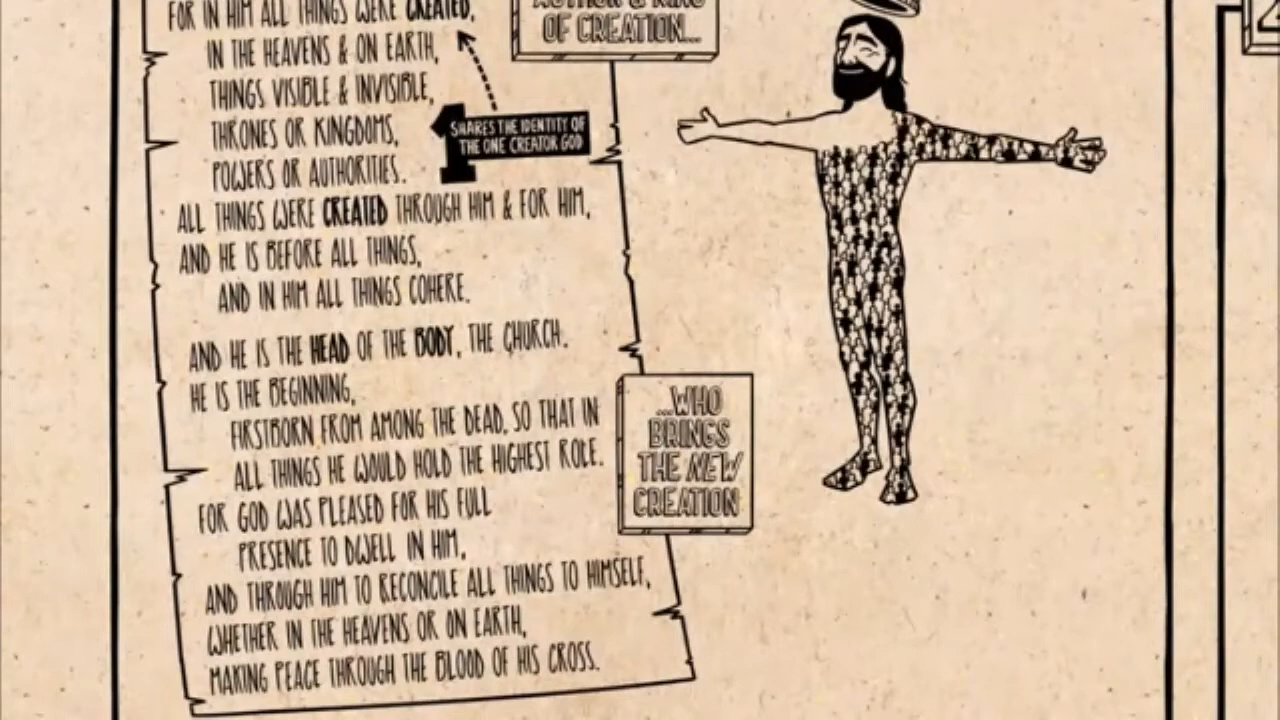 FOR IN HIM ALL THINGS WERE CREATED,
IN THE HEAVENS & ON EARTH,
THINGS VISIBLE & INVISIBLE,
THRONES OR KINGDOMS,
POWERS OR AUTHORITIES.
ALL THINGS WERE CREATED THROUGH HIM & FOR HIM,
AND HE IS BEFORE ALL THINGS,
AND IN HIM ALL THINGS COHERE.
AND HE IS THE HEAD OF THE BODY, THE CHURCH.
HE IS THE BEGINNING,
FIRSTBORN FROM AMONG THE DEAD, SO THAT IN
ALL THINGS HE WOULD HOLD THE HIGHEST ROLE.
FOR GOD WAS PLEASED FOR HIS FULL
PRESENCE TO DWELL IN HIM,
AND THROUGH HIM TO RECONCILE ALL THINGS TO HIMSELF,
WHETHER IN THE HEAVENS OR ON EARTH,
MAKING PEACE THROUGH THE BLOOD OF HIS CROSS.
AUTHOR & KING
OF CREATION...
1
SHARES THE IDENTITY OF
THE ONE CREATOR GOD
...WHO
BRINGS
THE NEW
CREATION
2